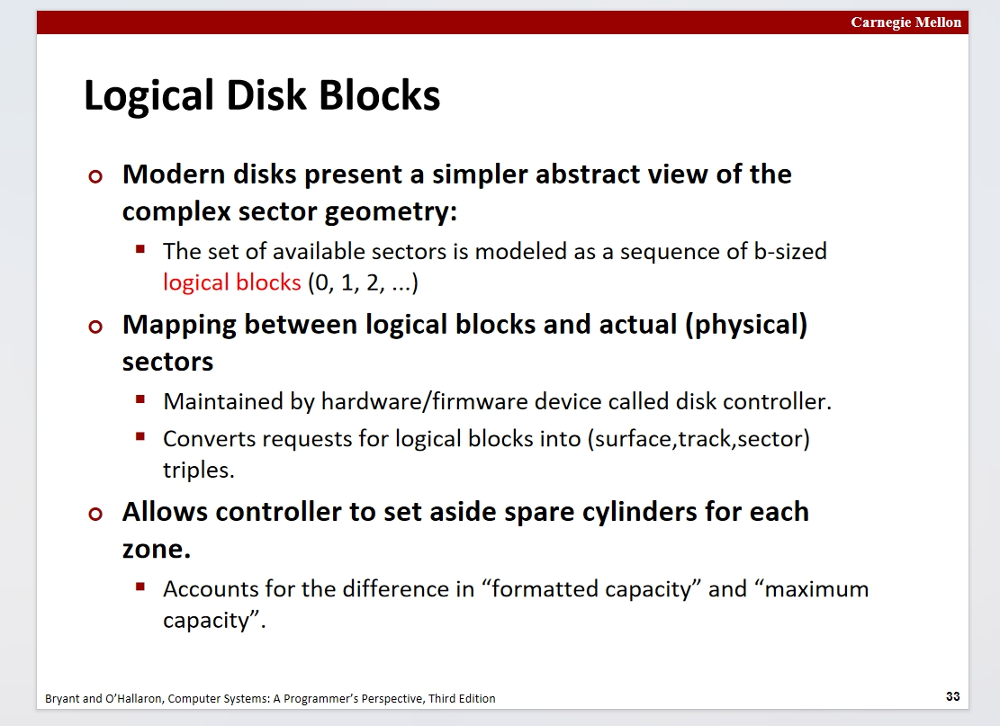 Carnegie Mellon
Logical Disk Blocks
Modern disks present a simpler abstract view of the
complex sector geometry:
The set of available sectors is modeled as a sequence of b-sized
logical blocks (0, 1, 2, ...)
Mapping between logical blocks and actual (physical)
sectors
Maintained by hardware/firmware device called disk controller.
Converts requests for logical blocks into (surface,track,sector)
triples.
Allows controller to set aside spare cylinders for each
zone.
Accounts for the difference in “formatted capacity” and “maximum
capacity”.
Bryant and O’Hallaron, Computer Systems: A Programmer’s Perspective, Third Edition
33